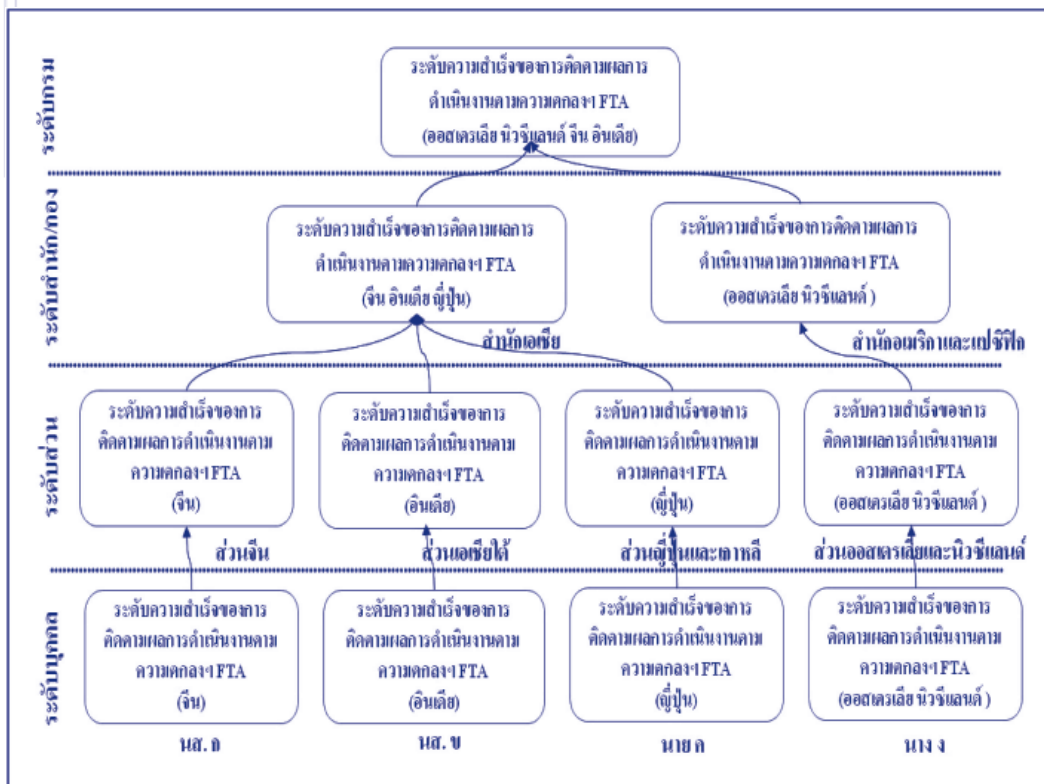 ระดับกรม
ระดับความสำเร็จของการติดตามผลการ
ดำเนินงานตามความตกลงฯ FTA
(ออสเตรเลีย นิวซีแลนด์ จีน อินเดีย)
ระดับสำนัก/กอง
ระดับความสำเร็จของการติดตามผลการ
ดำเนินงานตามความตกลงฯ FTA
(จีน อินเดีย ญี่ปุ่น)
สำนักเอเชีย
ระดับความสำเร็จของการติดตามผลการ
ดำเนินงานตามความตกลงฯ FTA
(ออสเตรเลีย นิวซีแลนด์ )
สำนักอเมริกาและแปซิฟิก
ระดับส่วน
ระดับความสำเร็จของการ
ติดตามผลการดำเนินงานตาม
ความตกลงฯ FTA
(จีน)
ส่วนจีน
ระดับความสำเร็จของการ
ติดตามผลการดำเนินงานตาม
ความตกลงฯ FTA
(อินเดีย)
ส่วนเอเชียใต้
ระดับความสำเร็จของการ
ติดตามผลการดำเนินงานตาม
ความตกลงฯ FTA
(ญี่ปุ่น)
ส่วนญี่ปุ่นและเกาหลี
ระดับความสำเร็จของการ
ติดตามผลการดำเนินงานตาม
ความตกลงฯ FTA
(ออสเตรเลีย นิวซีแลนด์ )
ส่วนออสเตรเลียและนิวซีแลนด์
ระดับบุคคล
ระดับความสำเร็จของการ
ติดตามผลการดำเนินงานตาม
ความตกลงฯ FTA
(จีน)
นส. ก
ระดับความสำเร็จของการ
ติดตามผลการดำเนินงานตาม
ความตกลงฯ FTA
(อินเดีย)
นส. ข
ระดับความสำเร็จของการ
ติดตามผลการดำเนินงานตาม
ความตกลงฯ FTA
(ญี่ปุ่น)
นาย ค
ระดับความสำเร็จของการ
ติดตามผลการดำเนินงานตาม
ความตกลงฯ FTA
(ออสเตรเลีย นิวซีแลนด์ )
นาง ง